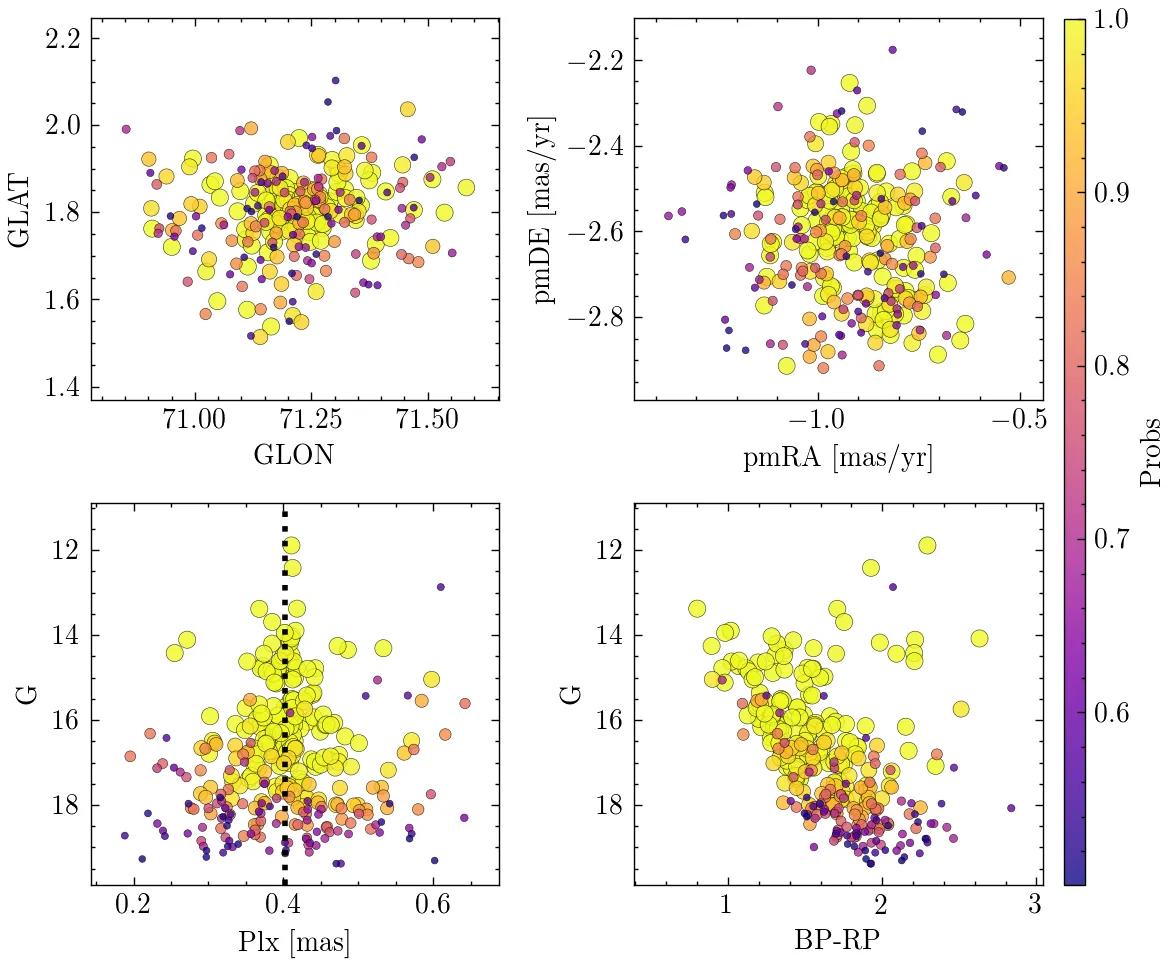 2.2
2.0
1.8
1.6
1.4
GLAT
71.00 71.25 71.50
GLON
−2.2
−2.4
−2.6
−2.8
pmDE [mas/yr]
−1.0 −0.5
pmRA [mas/yr]
1.0
0.9
0.8
0.7
0.6
Probs
12
14
16
18
G
0.2 0.4 0.6
Plx [mas]
12
14
16
18
G
1 2 3
BP-RP